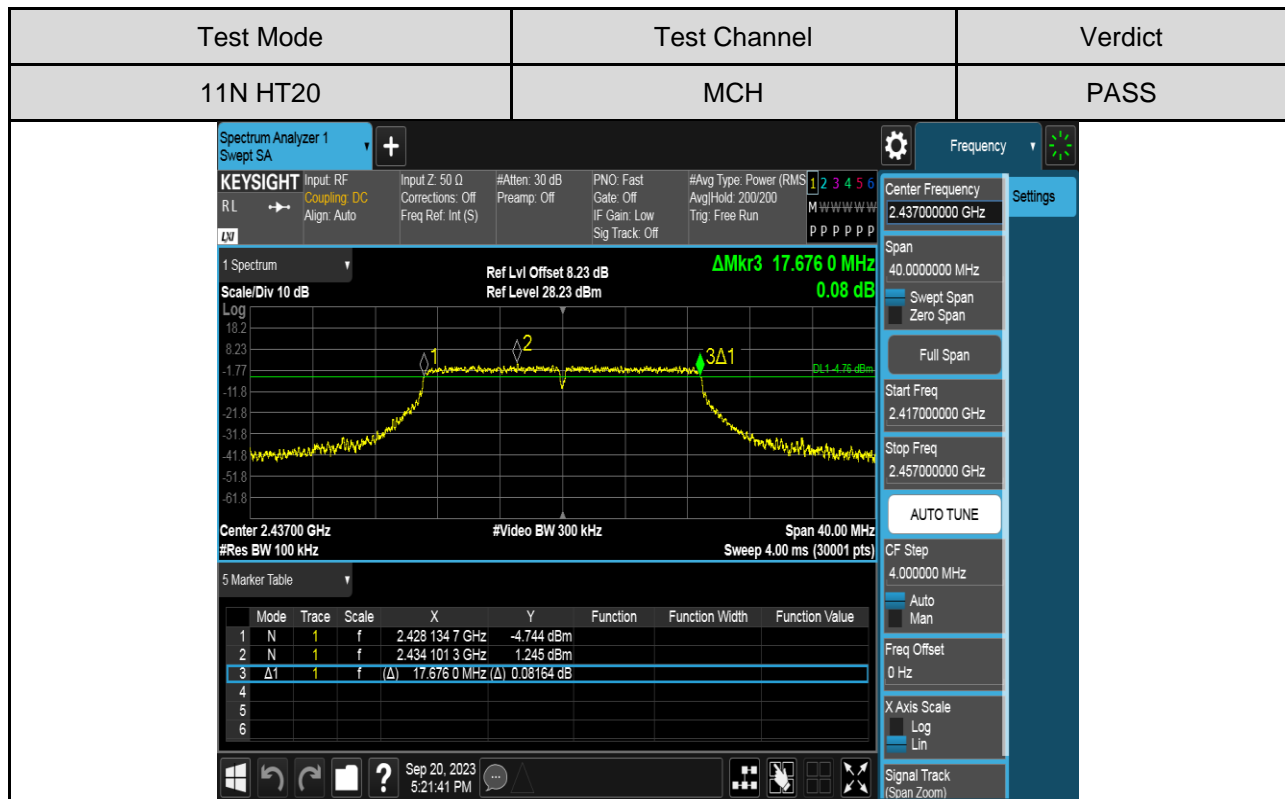 Test Mode Test Channel Verdict
11N HT20 MCH PASS
Spectrum Analyzer 1
Swept SA
+
Frequency
KEYSIGHT Input: RF Input Z: 50 Ω #Atten: 30 dB PNO: Fast #Avg Type: Power (RMS 1 2 3 4 5 6
RL Coupling: DC Corrections: Off Preamp: Off Gate: Off Avg|Hold: 200/200 M W W W W W
Align: Auto Freq Ref: Int (S) IF Gain: Low Trig: Free Run
LXI Sig Track: Off P P P P P P
Center Frequency
2.437000000 GHz
Settings
Span
40.0000000 MHz
Swept Span
Zero Span
Full Span
Start Freq
2.417000000 GHz
Stop Freq
2.457000000 GHz
AUTO TUNE
CF Step
4.000000 MHz
Auto
Man
Freq Offset
0 Hz
X Axis Scale
Log
Lin
Signal Track
(Span Zoom)
1 Spectrum Ref Lvl Offset 8.23 dB ΔMkr3 17.676 0 MHz
Scale/Div 10 dB Ref Level 28.23 dBm 0.08 dB
Log
18.2
8.23
-1.77
-11.8
-21.8
-31.8
-41.8
-51.8
-61.8
1
2
3Δ1
DL1 -4.76 dBm
Center 2.43700 GHz #Video BW 300 kHz Span 40.00 MHz
#Res BW 100 kHz Sweep 4.00 ms (30001 pts)
5 Marker Table
Mode Trace Scale X Y Function Function Width Function Value
1 N 1 f 2.428 134 7 GHz -4.744 dBm
2 N 1 f 2.434 101 3 GHz 1.245 dBm
3 Δ1 1 f (Δ) 17.676 0 MHz (Δ) 0.08164 dB
4
5
6
? Sep 20, 2023
5:21:41 PM